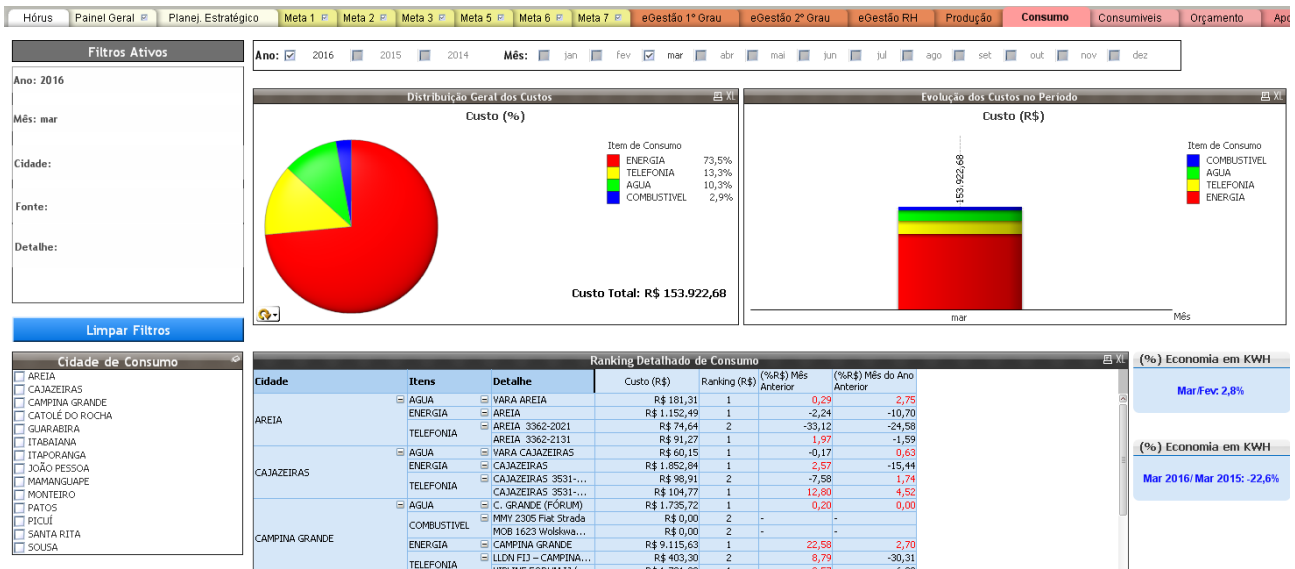 Hórus Painel Geral Planej. Estratégico Meta 1 Meta 2 Meta 3 Meta 5 Meta 6 Meta 7 eGestão 1º Grau eGestão 2º Grau eGestão RH Produção Consumo Consumiveis Orçamento Apo
Filtros Ativos
Ano: 2016
Mês: mar
Cidade:
Fonte:
Detalhe:
Limpar Filtros
Ano: 2016 2015 2014 Mês: jan fev mar abr mai jun jul ago set out nov dez
Distribuição Geral dos Custos XL
Custo (%)
Item de Consumo
ENERGIA 73,5%
TELEFONIA 13,3%
AGUA 10,3%
COMBUSTIVEL 2,9%
Custo Total: R$ 153.922,68
Evolução dos Custos no Periodo XL
Custo (R$)
153.922,68
Item de Consumo
COMBUSTIVEL
AGUA
TELEFONIA
ENERGIA
mar
Mês
Cidade de Consumo
AREIA
CAJAZEIRAS
CAMPINA GRANDE
CATOLÉ DO ROCHA
GUARABIRA
ITABAIANA
ITAPORANGA
JOÃO PESSOA
MAMANGUAPE
MONTEIRO
PATOS
PICUÍ
SANTA RITA
SOUSA
Ranking Detalhado de Consumo XL
Cidade Itens Detalhe Custo (R$) Ranking (R$) (%R$) Mês Anterior (%R$) Mês do Ano Anterior
AREIA
AGUA VARA AREIA R$ 181,31 1 0,29 2,75
ENERGIA AREIA R$ 1.152,49 1 -2,24 -10,70
TELEFONIA AREIA 3362-2021 R$ 74,64 2 -33,12 -24,58
AREIA 3362-2131 R$ 91,27 1 1,97 -1,59
CAJAZEIRAS
AGUA VARA CAJAZEIRAS R$ 60,15 1 -0,17 0,63
ENERGIA CAJAZEIRAS R$ 1.852,84 1 2,57 -15,44
TELEFONIA CAJAZEIRAS 3531-... R$ 98,91 2 -7,58 1,74
CAJAZEIRAS 3531-... R$ 104,77 1 12,80 4,52
CAMPINA GRANDE
AGUA C. GRANDE (FÓRUM) R$ 1.735,72 1 0,20 0,00
COMBUSTIVEL MMY 2305 Fiat Strada R$ 0,00 2 - -
MOB 1623 Wolskwa... R$ 0,00 2 - -
ENERGIA CAMPINA GRANDE R$ 9.115,63 1 22,58 2,70
TELEFONIA LLDN FIJ – CAMPINA... R$ 403,30 2 8,79 -30,31
(%) Economia em KWH
Mar/Fev: 2,8%
(%) Economia em KWH
Mar 2016/ Mar 2015: -22,6%